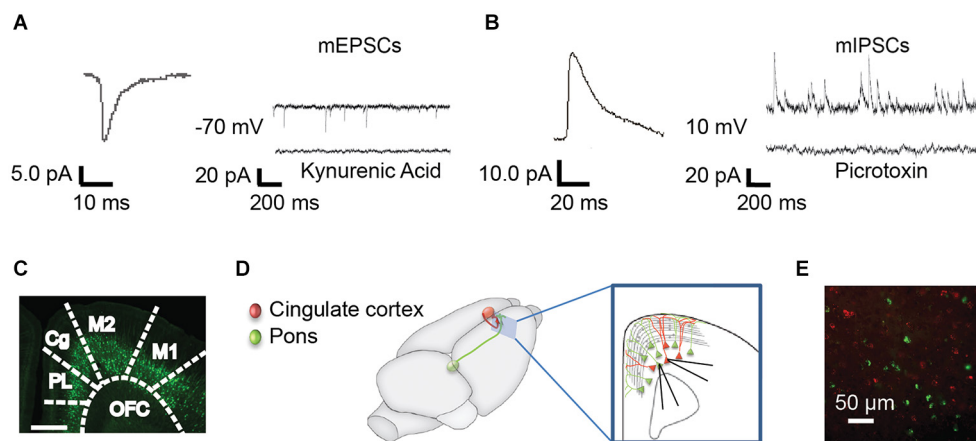 A
mEPSCs
-70 mV
5.0 pA
10 ms
20 pA
200 ms
Kynurenic Acid
B
mIPSCs
10 mV
10.0 pA
20 ms
20 pA
200 ms
Picrotoxin
C
Cg
M2
M1
PL
OFC
D
Cingulate cortex
Pons
E
50 µm